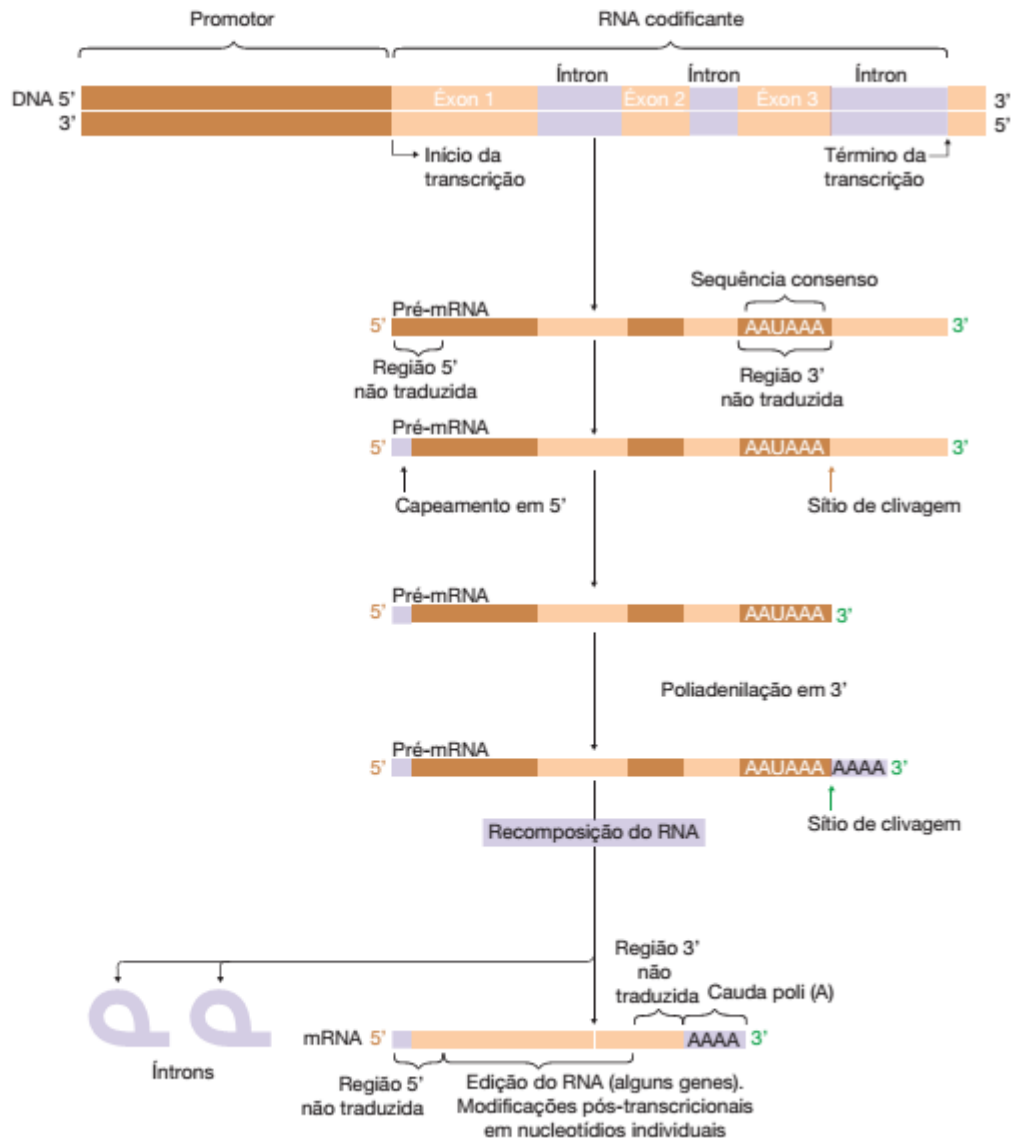 Promotor
RNA codificante
Íntron
Íntron
Íntron
DNA 5’
Éxon 1
Éxon 2
Éxon 3
3’
3’
5’
Início da
transcrição
Término da
transcrição
Sequência consenso
Pré-mRNA
5’
AAUAAA
3’
Região 5’
não traduzida
Região 3’
não traduzida
Pré-mRNA
5’
AAUAAA
3’
Capeamento em 5’
Sítio de clivagem
Pré-mRNA
5’
AAUAAA
3’
Poliadenilação em 3’
Pré-mRNA
5’
AAUAAA
AAAA
3’
Sítio de clivagem
Recomposição do RNA
Região 3’
não
traduzida
Cauda poli (A)
mRNA
5’
AAAA
3’
Íntrons
Região 5’
não traduzida
Edição do RNA (alguns genes).
Modificações pós-transcricionais
em nucleotídios individuais